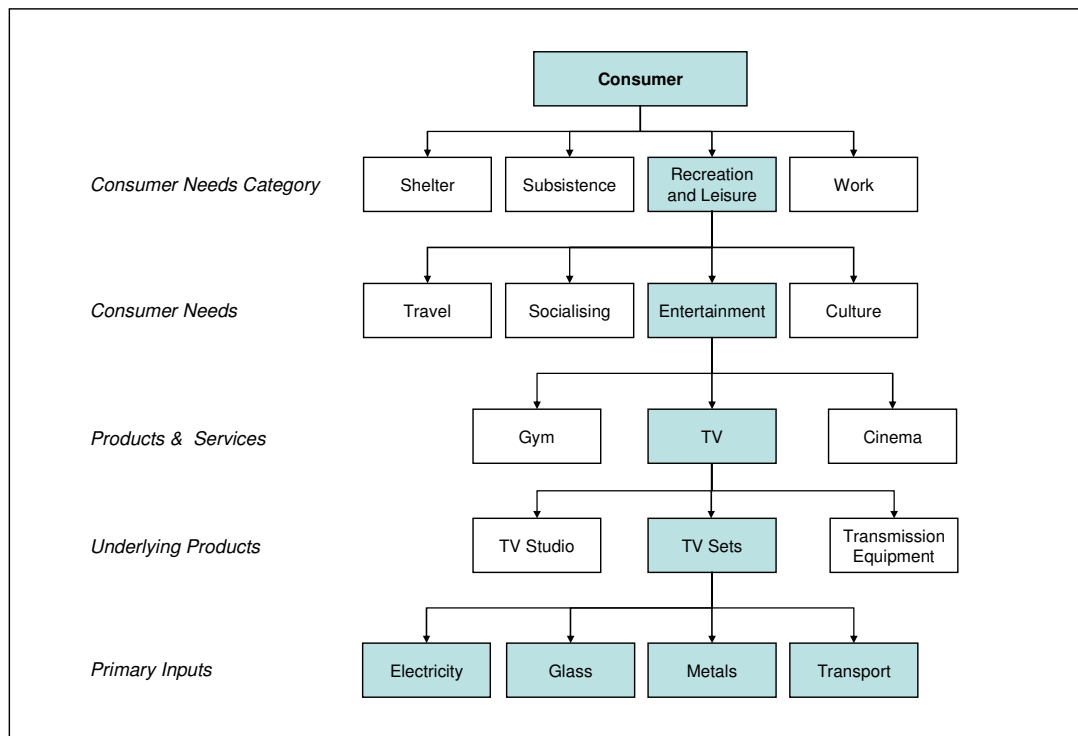 Consumer
Consumer Needs Category
Shelter
Subsistence
Recreation
and Leisure
Work
Consumer Needs
Travel
Socialising
Entertainment
Culture
Products & Services
Gym
TV
Cinema
Underlying Products
TV Studio
TV Sets
Transmission
Equipment
Primary Inputs
Electricity
Glass
Metals
Transport